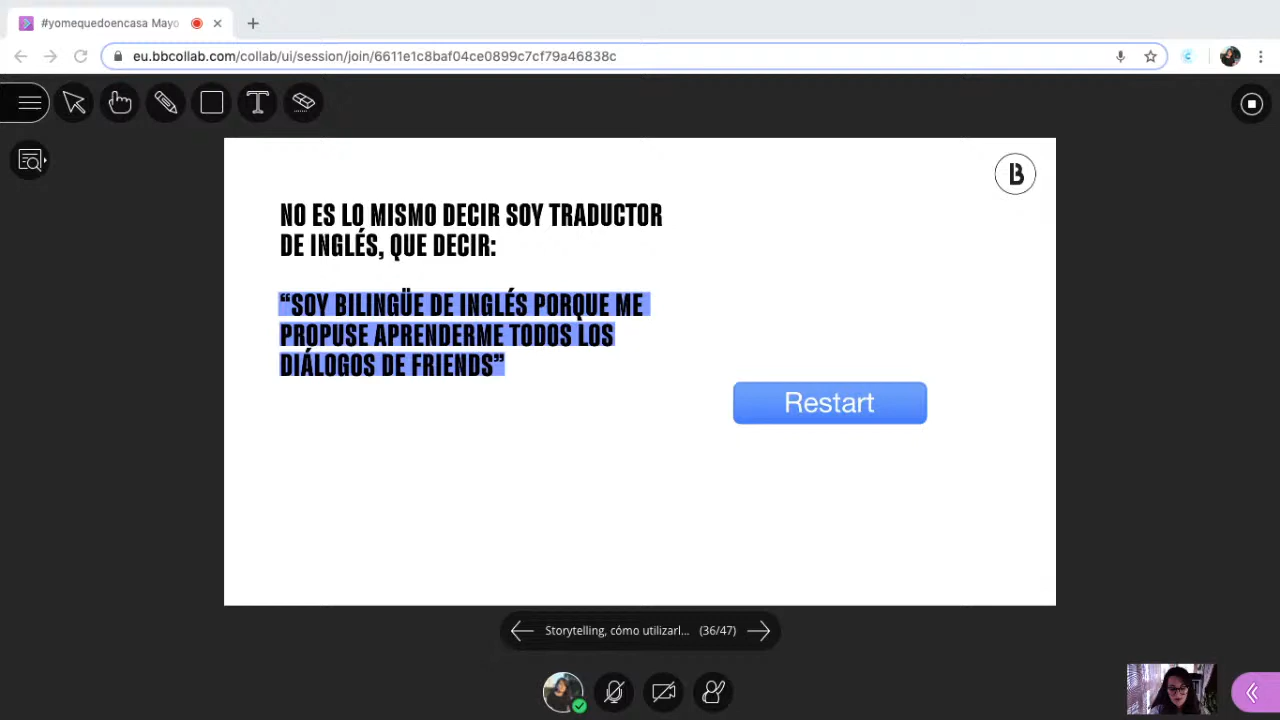 #yomequedoencasa Mayo
eu.bbcollab.com/collab/ui/session/join/6611e1c8baf04ce0899c7cf79a46838c
C
T
B
NO ES LO MISMO DECIR SOY TRADUCTOR
DE INGLÉS, QUE DECIR:
“SOY BILINGÜE DE INGLÉS PORQUE ME
PROPUSE APRENDERME TODOS LOS
DIÁLOGOS DE FRIENDS”
Restart
Storytelling, cómo utilizarl... (36/47)